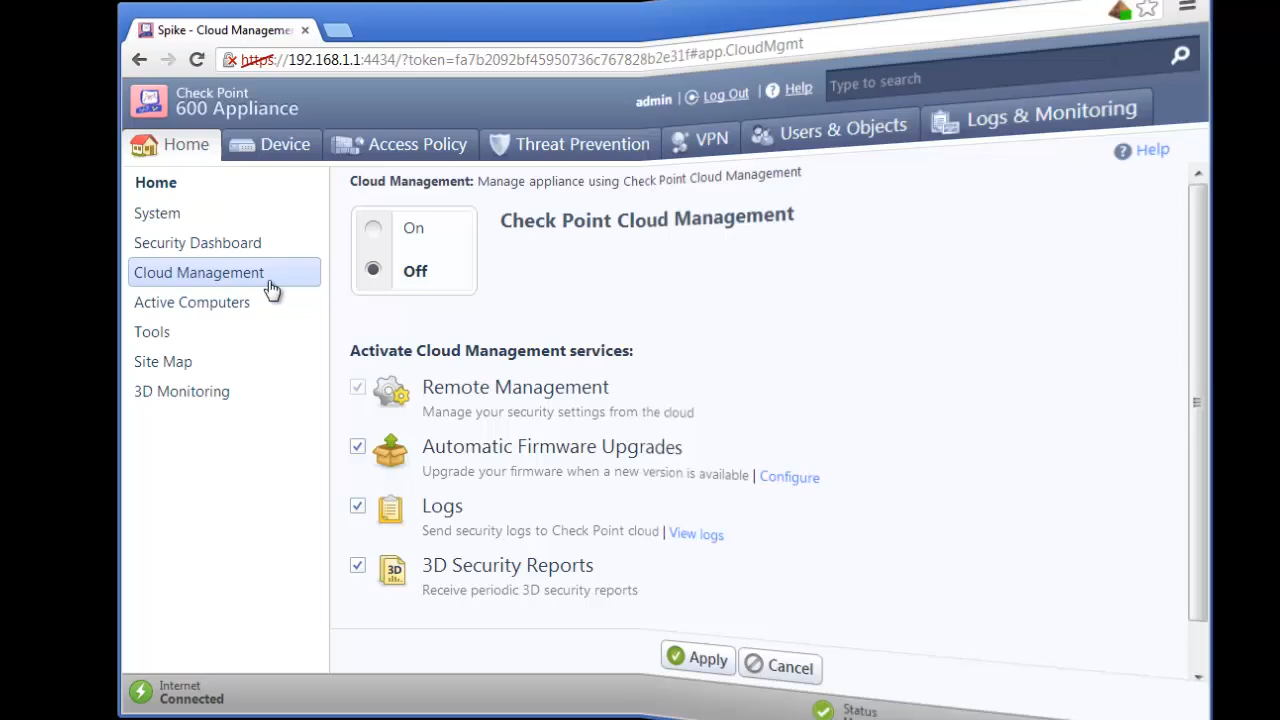 Spike - Cloud Manageme
https://192.168.1.1:4434/?token=fa7b2092bf45950736c767828b2e31f#app.CloudMgmt
Check Point
600 Appliance
admin | Log Out | Help
Type to search
Home Device Access Policy Threat Prevention VPN Users & Objects Logs & Monitoring
Help
Home
System
Security Dashboard
Cloud Management
Active Computers
Tools
Site Map
3D Monitoring
Cloud Management: Manage appliance using Check Point Cloud Management
On
Off
Check Point Cloud Management
Activate Cloud Management services:
Remote Management
Manage your security settings from the cloud
Automatic Firmware Upgrades
Upgrade your firmware when a new version is available | Configure
Logs
Send security logs to Check Point cloud | View logs
3D
3D Security Reports
Receive periodic 3D security reports
Apply Cancel
Internet
Connected
Status